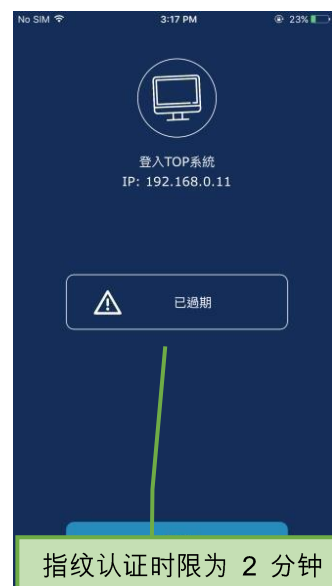 No SIM 3:17 PM 23%
登入TOP系統
IP: 192.168.0.11
已過期
指纹认证时限为 2 分钟